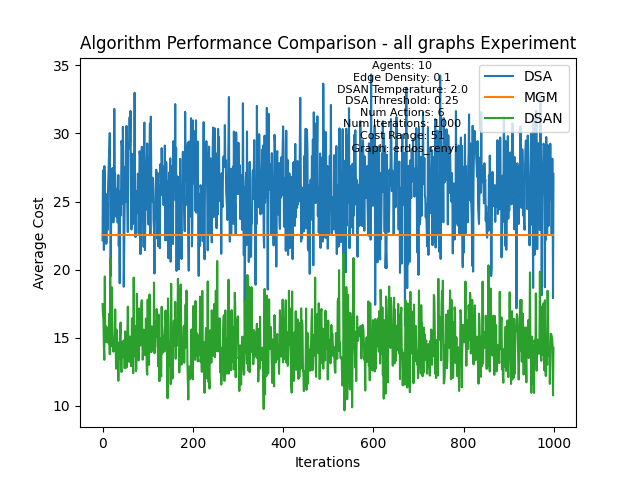 Algorithm Performance Comparison - all graphs Experiment
Agents: 10
Edge Density: 0.1
DSAN Temperature: 2.0
DSA Threshold: 0.25
Num Actions: 6
Num Iterations: 1000
Cost Range: 51
Graph: erdos_renyi
DSA
MGM
DSAN
Average Cost
35
30
25
20
15
10
0
200
400
600
800
1000
Iterations